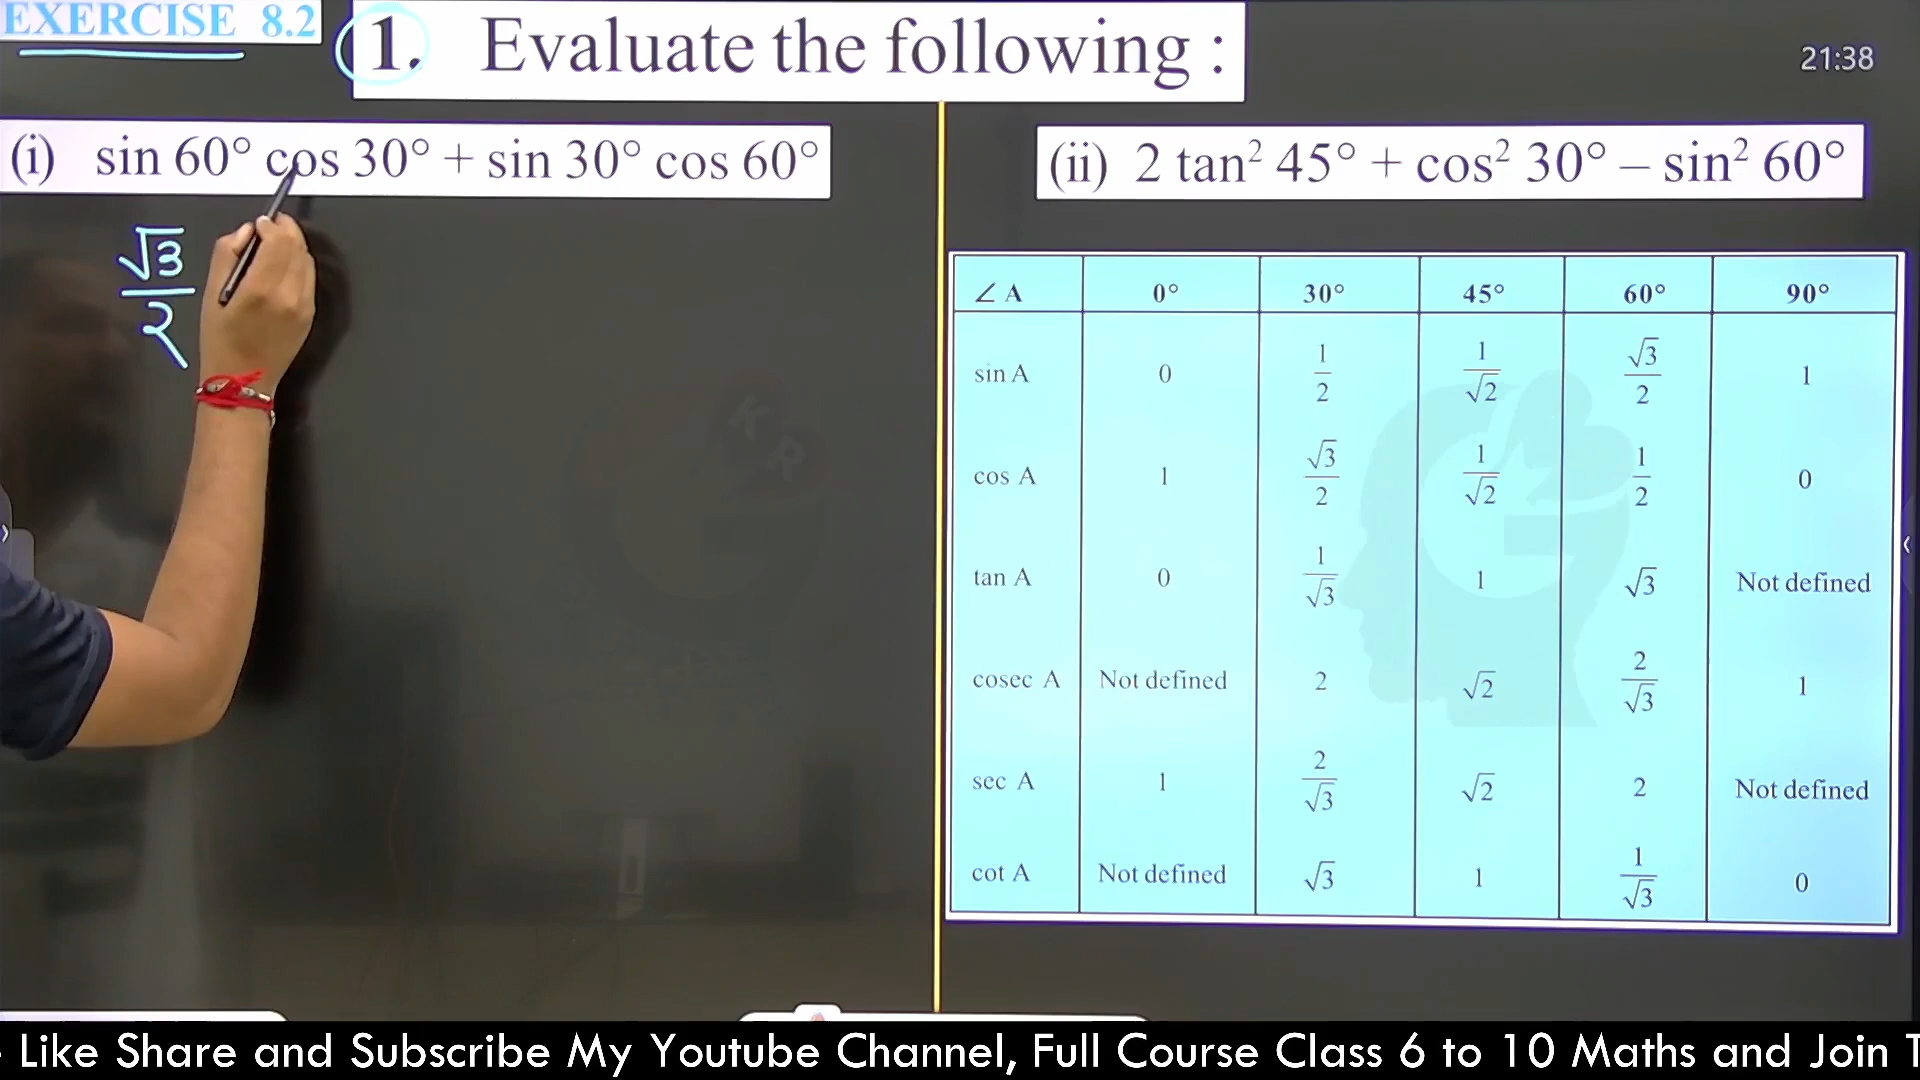 EXERCISE 8.2
1. Evaluate the following :
21:38
(i) sin 60° cos 30° + sin 30° cos 60°
(ii) 2 tan² 45° + cos² 30° – sin² 60°
√3/2
∠A 0° 30° 45° 60° 90°
sin A 0 1/2 1/√2 √3/2 1
cos A 1 √3/2 1/√2 1/2 0
tan A 0 1/√3 1 √3 Not defined
cosec A Not defined 2 √2 2/√3 1
sec A 1 2/√3 √2 2 Not defined
cot A Not defined √3 1 1/√3 0
K R
Like Share and Subscribe My Youtube Channel, Full Course Class 6 to 10 Maths and Join